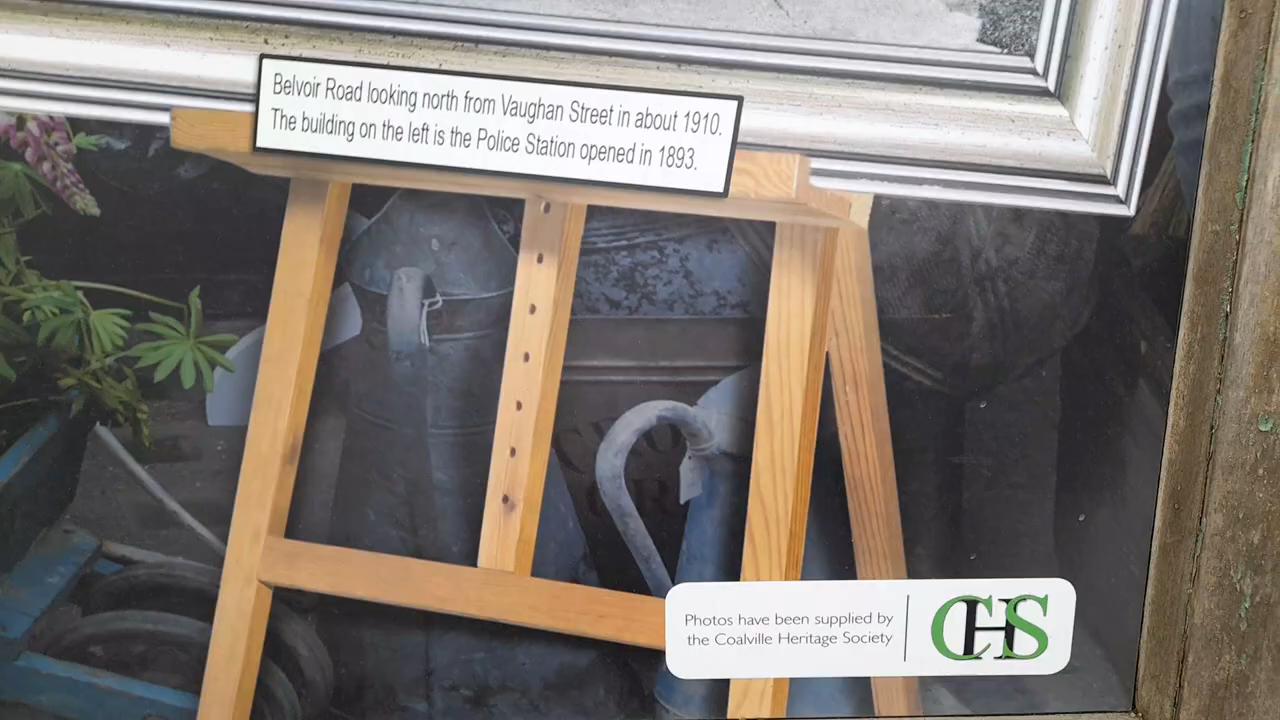 Belvoir Road looking north from Vaughan Street in about 1910.
The building on the left is the Police Station opened in 1893.
Photos have been supplied by
the Coalville Heritage Society
CHS